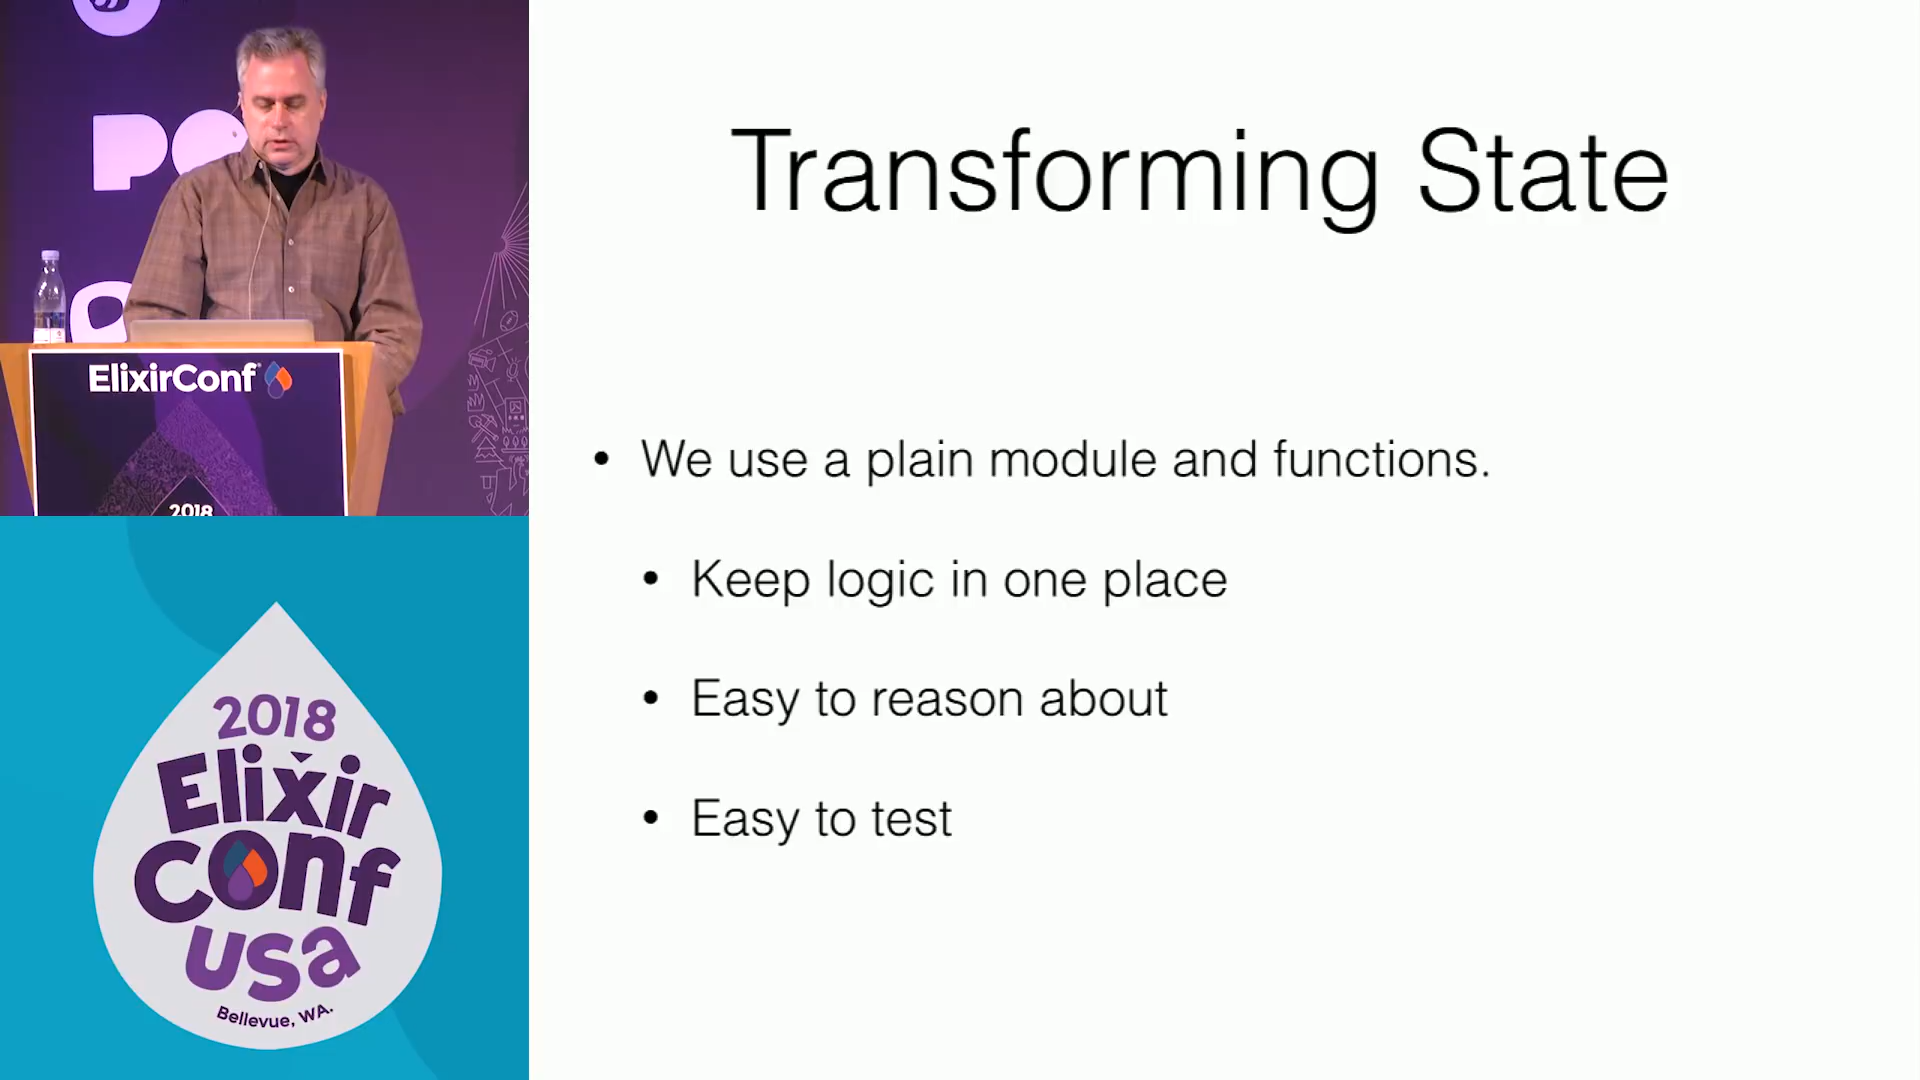 PO
ElixirConf
2018
2018
Elixir
Conf
USA
Bellevue, WA.
Transforming State
• We use a plain module and functions.
• Keep logic in one place
• Easy to reason about
• Easy to test